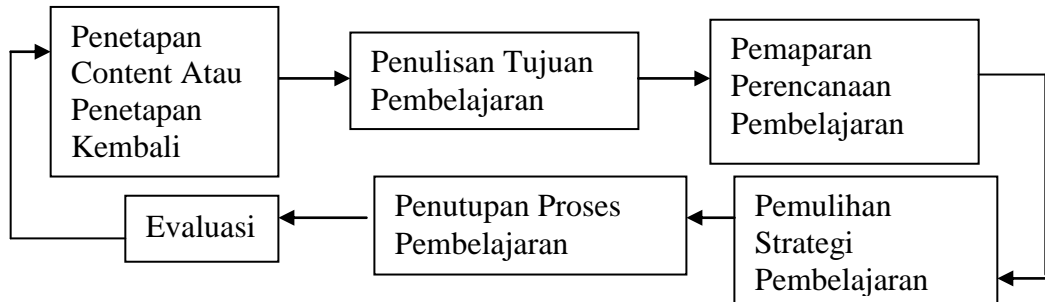 Penetapan
Content Atau
Penetapan
Kembali
Penulisan Tujuan
Pembelajaran
Pemaparan
Perencanaan
Pembelajaran
Pemulihan
Strategi
Pembelajaran
Penutupan Proses
Pembelajaran
Evaluasi